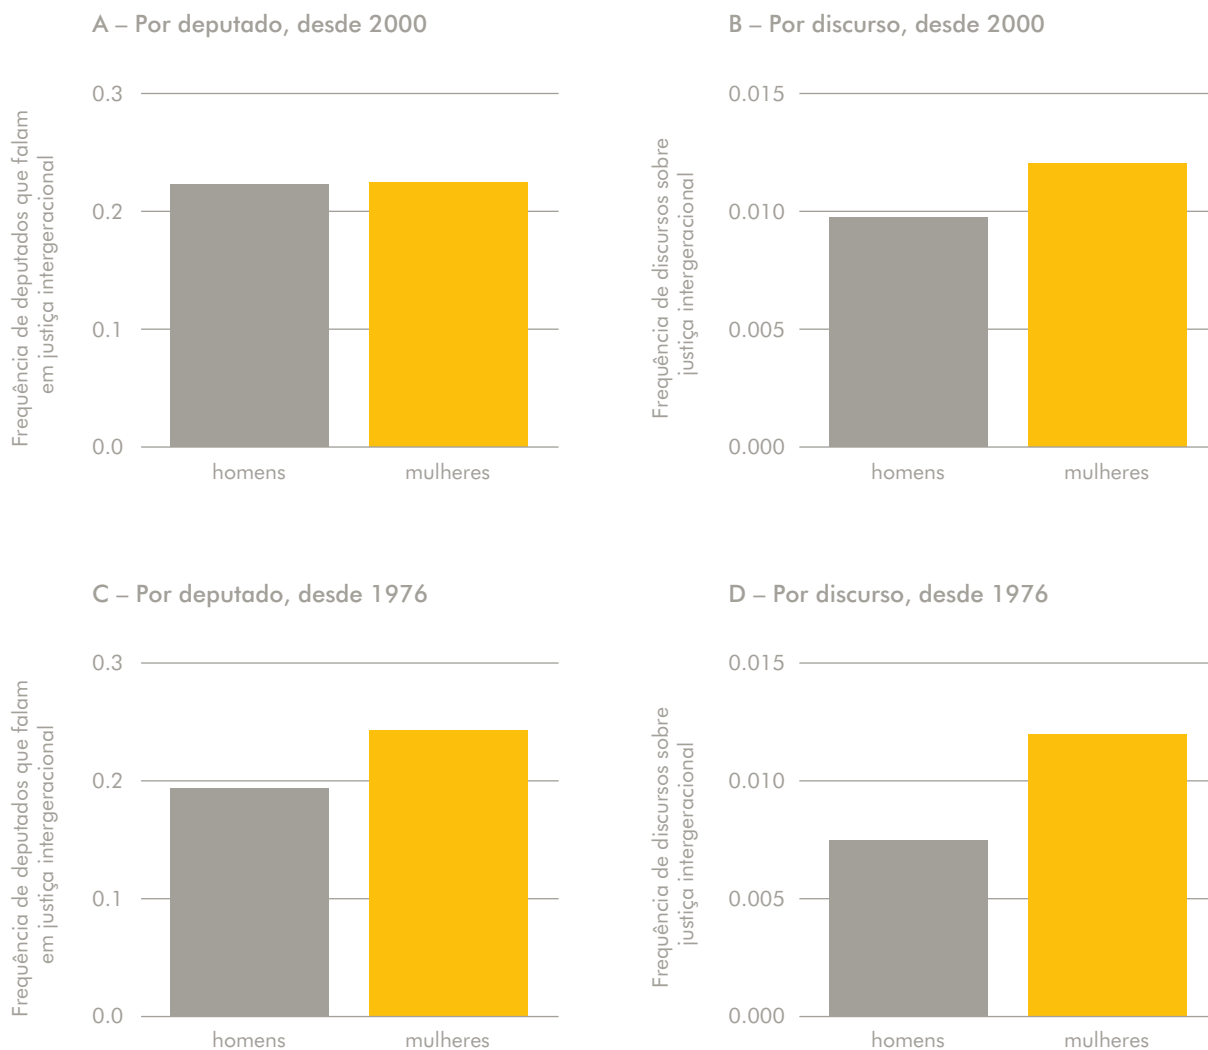 A – Por deputado, desde 2000
Frequência de deputados que falam
em justiça intergeracional
0.3
0.2
0.1
0.0
homens
mulheres
B – Por discurso, desde 2000
Frequência de discursos sobre
justiça intergeracional
0.015
0.010
0.005
0.000
homens
mulheres
C – Por deputado, desde 1976
Frequência de deputados que falam
em justiça intergeracional
0.3
0.2
0.1
0.0
homens
mulheres
D – Por discurso, desde 1976
Frequência de discursos sobre
justiça intergeracional
0.015
0.010
0.005
0.000
homens
mulheres